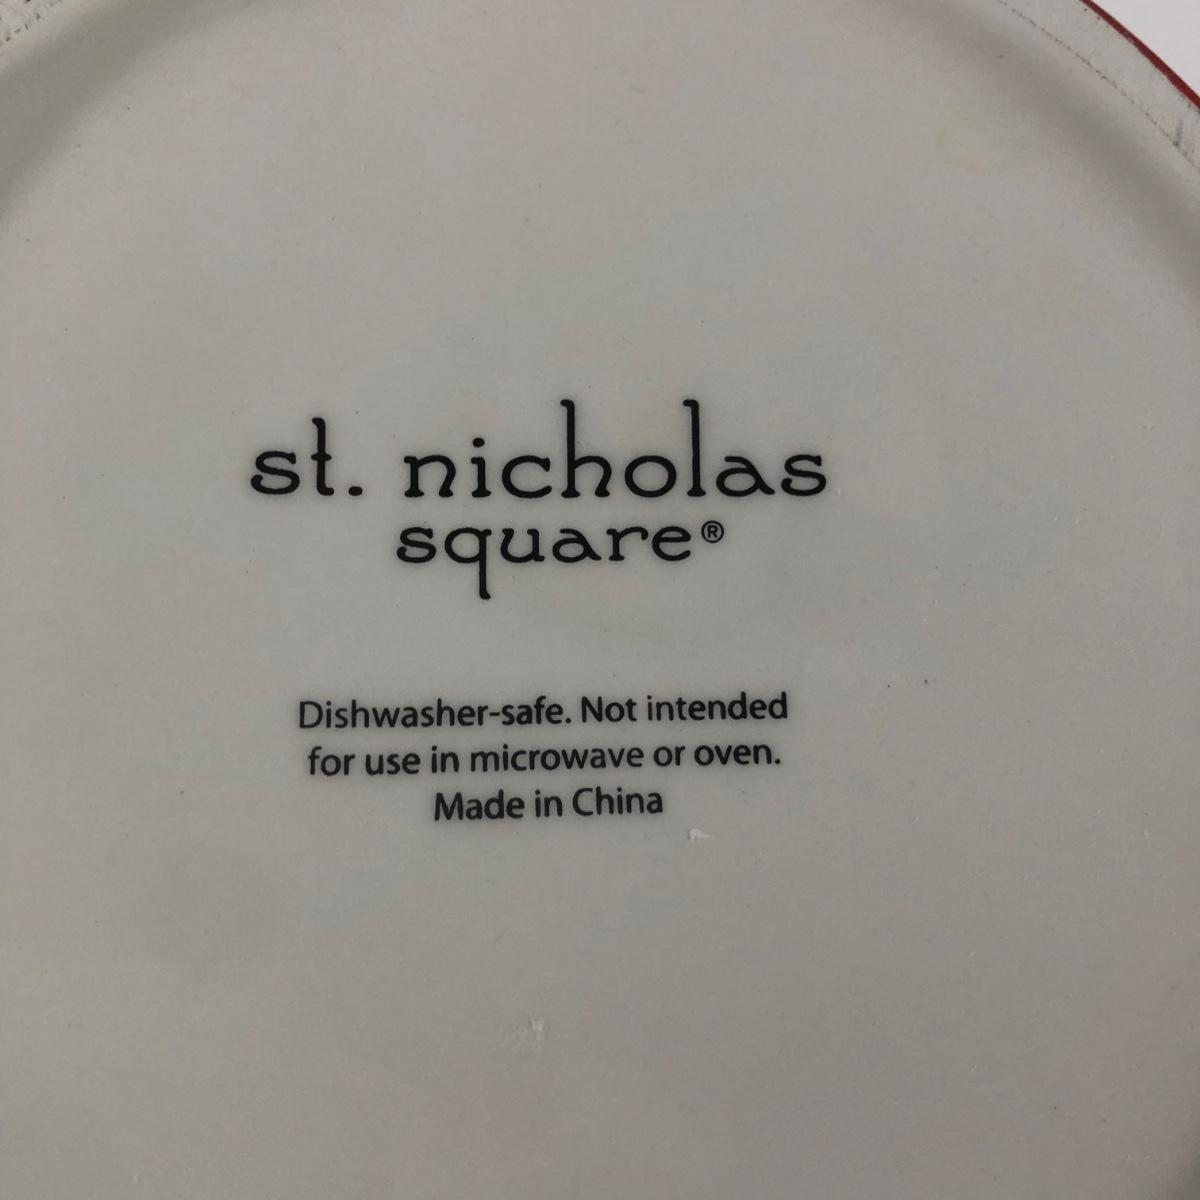 st. nicholas
square®
Dishwasher-safe. Not intended
for use in microwave or oven.
Made in China